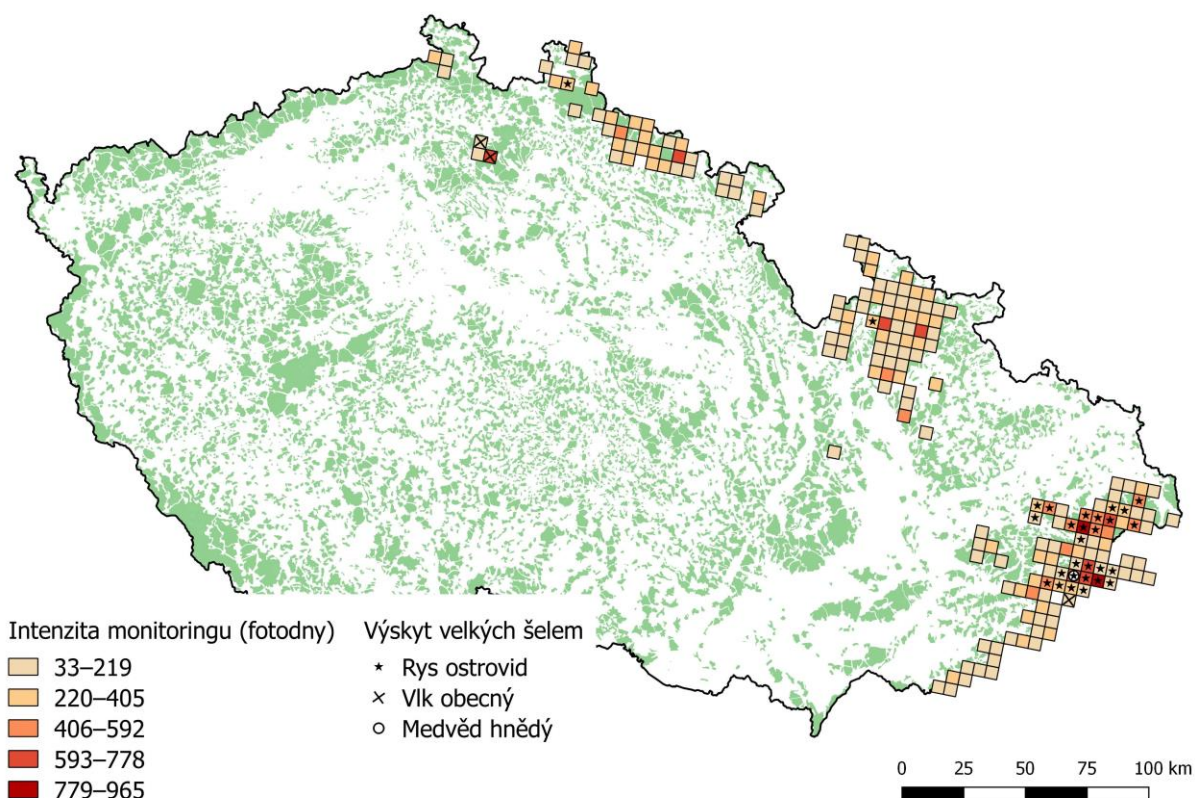 Intenzita monitoringu (fotodny)
33–219
220–405
406–592
593–778
779–965
Výskyt velkých šelem
Rys ostrovid
Vlk obecný
Medvěd hnědý
0 25 50 75 100 km